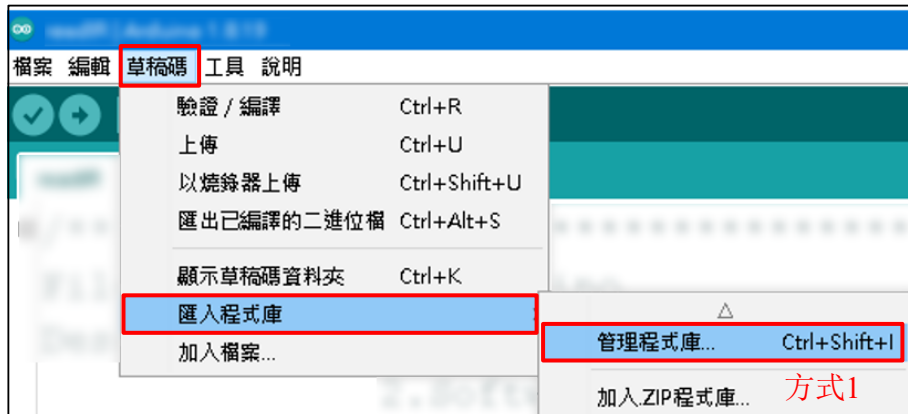 檔案 編輯 草稿碼 工具 說明
驗證 / 編譯 Ctrl+R
上傳 Ctrl+U
以燒錄器上傳 Ctrl+Shift+U
匯出已編譯的二進位檔 Ctrl+Alt+S
顯示草稿碼資料夾 Ctrl+K
匯入程式庫
加入檔案...
管理程式庫... Ctrl+Shift+I
加入.ZIP程式庫...
方式1